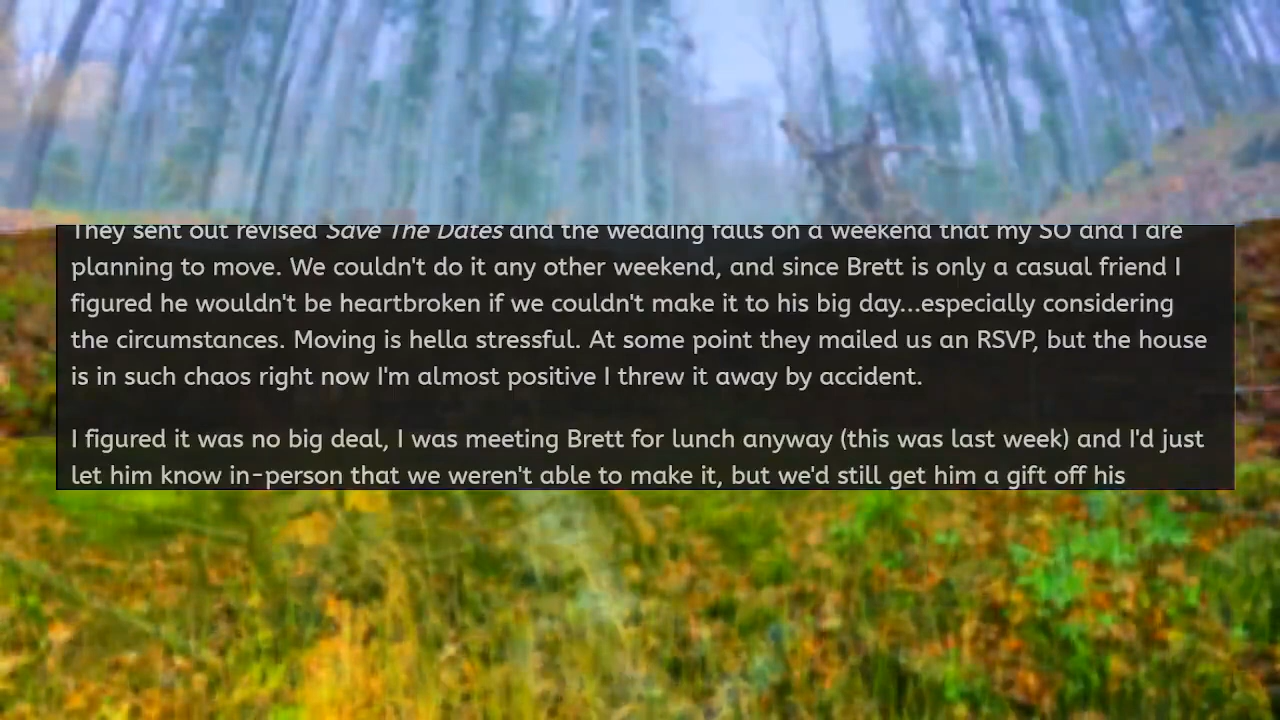 They sent out revised Save The Dates and the wedding falls on a weekend that my SO and I are
planning to move. We couldn't do it any other weekend, and since Brett is only a casual friend I
figured he wouldn't be heartbroken if we couldn't make it to his big day...especially considering
the circumstances. Moving is hella stressful. At some point they mailed us an RSVP, but the house
is in such chaos right now I'm almost positive I threw it away by accident.
I figured it was no big deal, I was meeting Brett for lunch anyway (this was last week) and I'd just
let him know in-person that we weren't able to make it, but we'd still get him a gift off his